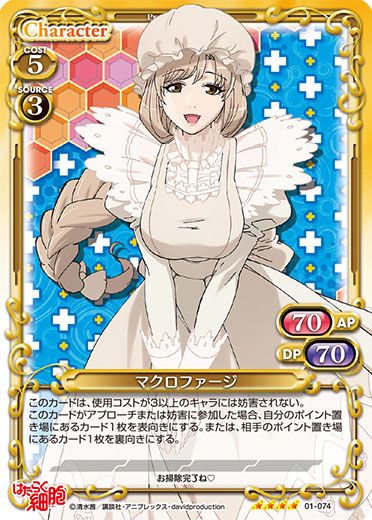 Character
COST
5
SOURCE
3
70 AP
DP 70
マクロファージ
このカードは、使用コストが3以上のキャラには妨害されない。
このカードがアプローチまたは妨害に参加した場合、自分のポイント置
き場にあるカード1枚を表向きにする。または、相手のポイント置き場
にあるカード1枚を裏向きにする。
お掃除完了ね♡
はたらく細胞
©清水茜/講談社・アニプレックス・davidproduction
★★★★ 01-074